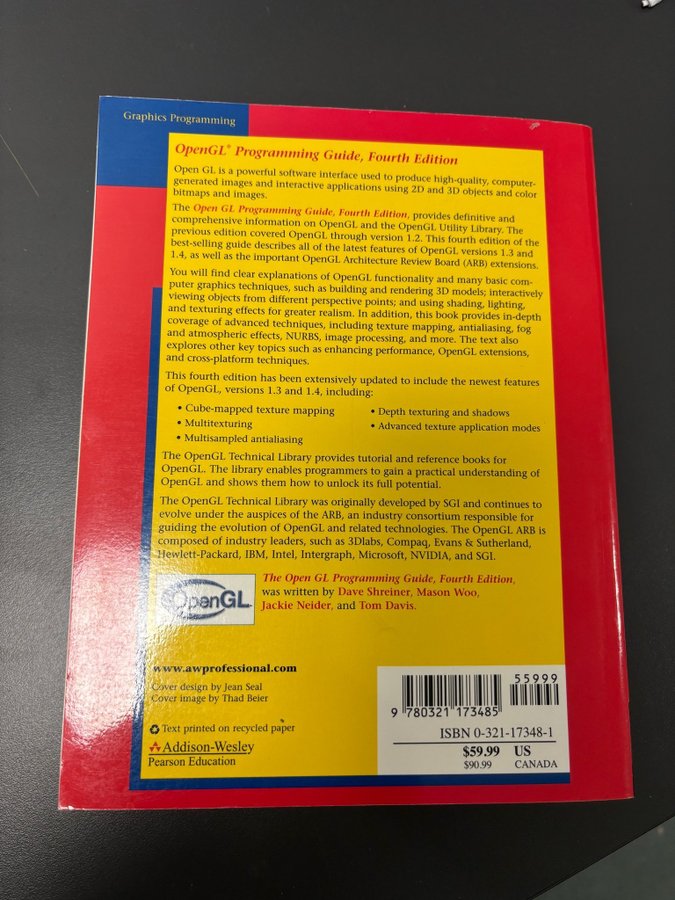 Graphics Programming
OpenGL® Programming Guide, Fourth Edition
Open GL is a powerful software interface used to produce high-quality, computer-
generated images and interactive applications using 2D and 3D objects and color
bitmaps and images.
The Open GL Programming Guide, Fourth Edition, provides definitive and
comprehensive information on OpenGL and the OpenGL Utility Library. The
previous edition covered OpenGL through version 1.2. This fourth edition of the
best-selling guide describes all of the latest features of OpenGL versions 1.3 and
1.4, as well as the important OpenGL Architecture Review Board (ARB) extensions.
You will find clear explanations of OpenGL functionality and many basic com-
puter graphics techniques, such as building and rendering 3D models; interactively
viewing objects from different perspective points; and using shading, lighting,
and texturing effects for greater realism. In addition, this book provides in-depth
coverage of advanced techniques, including texture mapping, antialiasing, fog
and atmospheric effects, NURBS, image processing, and more. The text also
explores other key topics such as enhancing performance, OpenGL extensions,
and cross-platform techniques.
This fourth edition has been extensively updated to include the newest features
of OpenGL, versions 1.3 and 1.4, including:
• Cube-mapped texture mapping
• Multitexturing
• Multisampled antialiasing
• Depth texturing and shadows
• Advanced texture application modes
The OpenGL Technical Library provides tutorial and reference books for
OpenGL. The library enables programmers to gain a practical understanding of
OpenGL and shows them how to unlock its full potential.
The OpenGL Technical Library was originally developed by SGI and continues to
evolve under the auspices of the ARB, an industry consortium responsible for
guiding the evolution of OpenGL and related technologies. The OpenGL ARB is
composed of industry leaders, such as 3Dlabs, Compaq, Evans & Sutherland,
Hewlett-Packard, IBM, Intel, Intergraph, Microsoft, NVIDIA, and SGI.
OpenGL.
The Open GL Programming Guide, Fourth Edition,
was written by Dave Shreiner, Mason Woo,
Jackie Neider, and Tom Davis.
www.awprofessional.com
Cover design by Jean Seal
Cover image by Thad Beier
Text printed on recycled paper
Addison-Wesley
Pearson Education
55999
9 780321 173485
ISBN 0-321-17348-1
$59.99 US
$90.99 CANADA